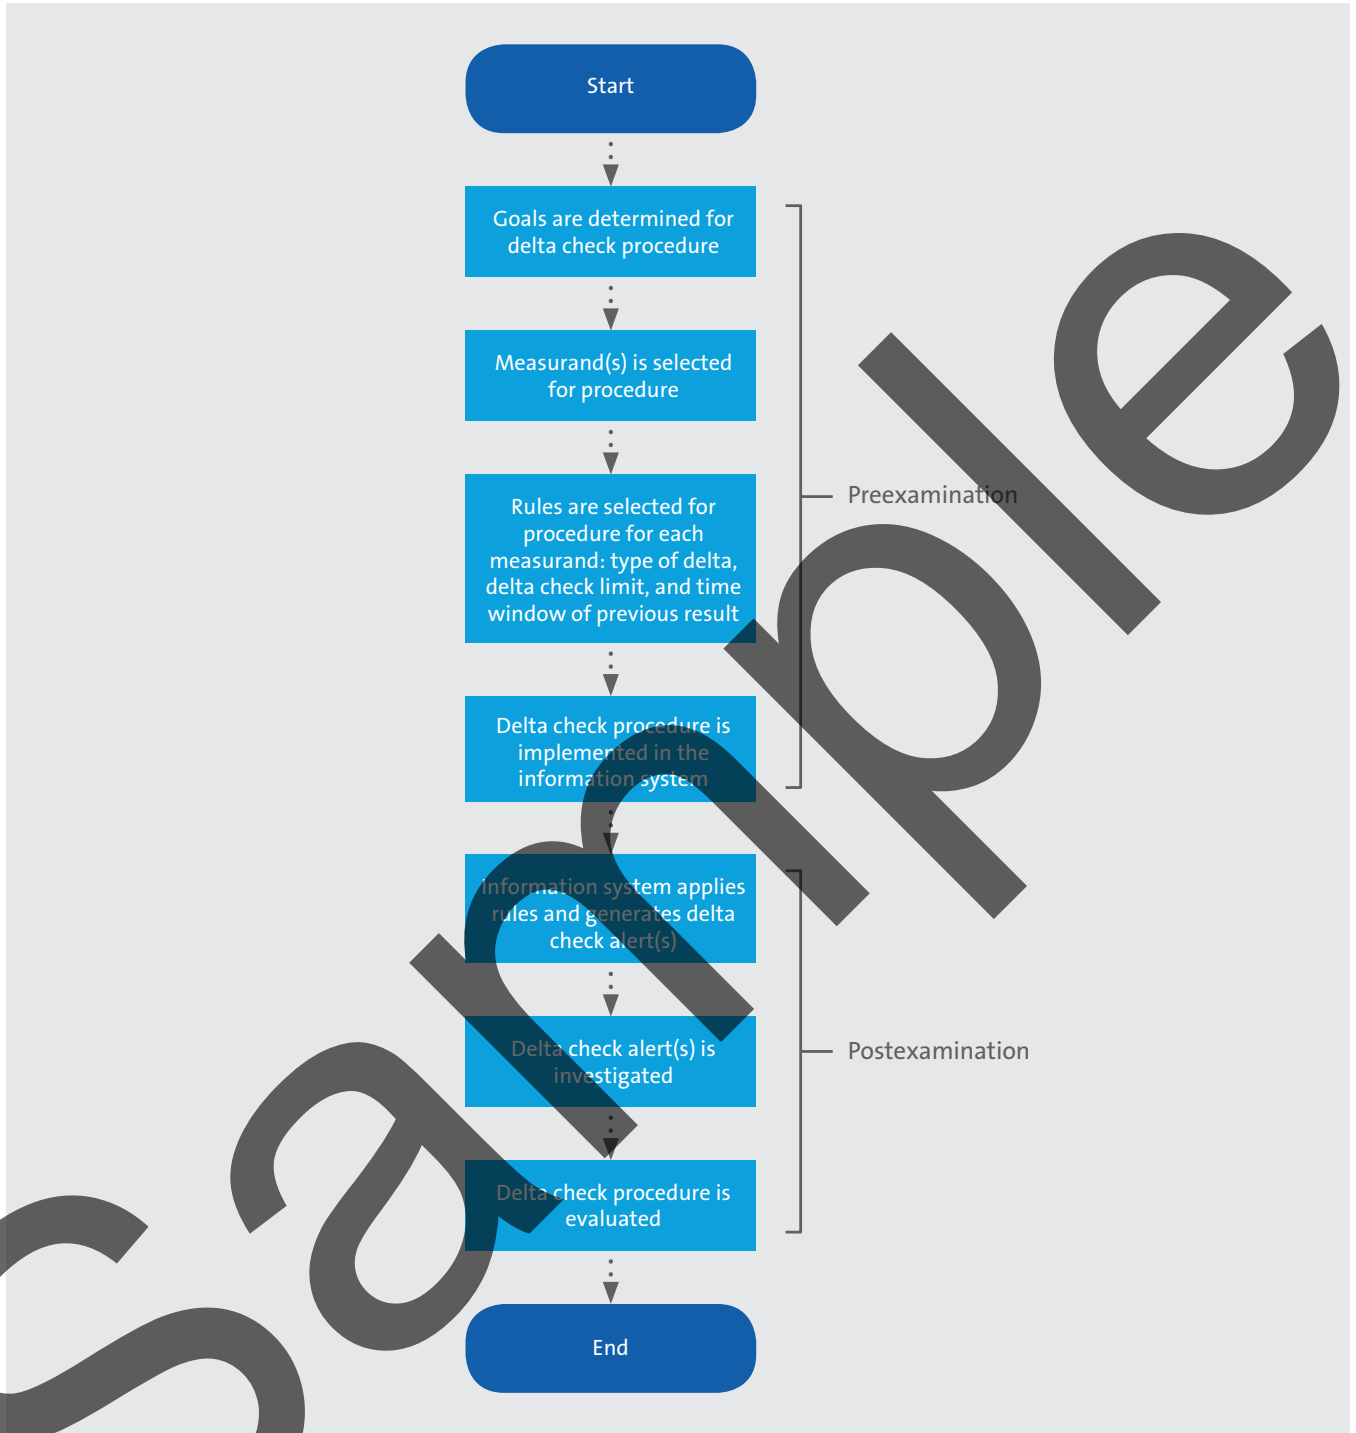 Start
Goals are determined for
delta check procedure
Measurand(s) is selected
for procedure
Rules are selected for
procedure for each
measurand: type of delta,
delta check limit, and time
window of previous result
Preexamination
Delta check procedure is
implemented in the
information system
Information system applies
rules and generates delta
check alert(s)
Delta check alert(s) is
investigated
Postexamination
Delta check procedure is
evaluated
End
Sample